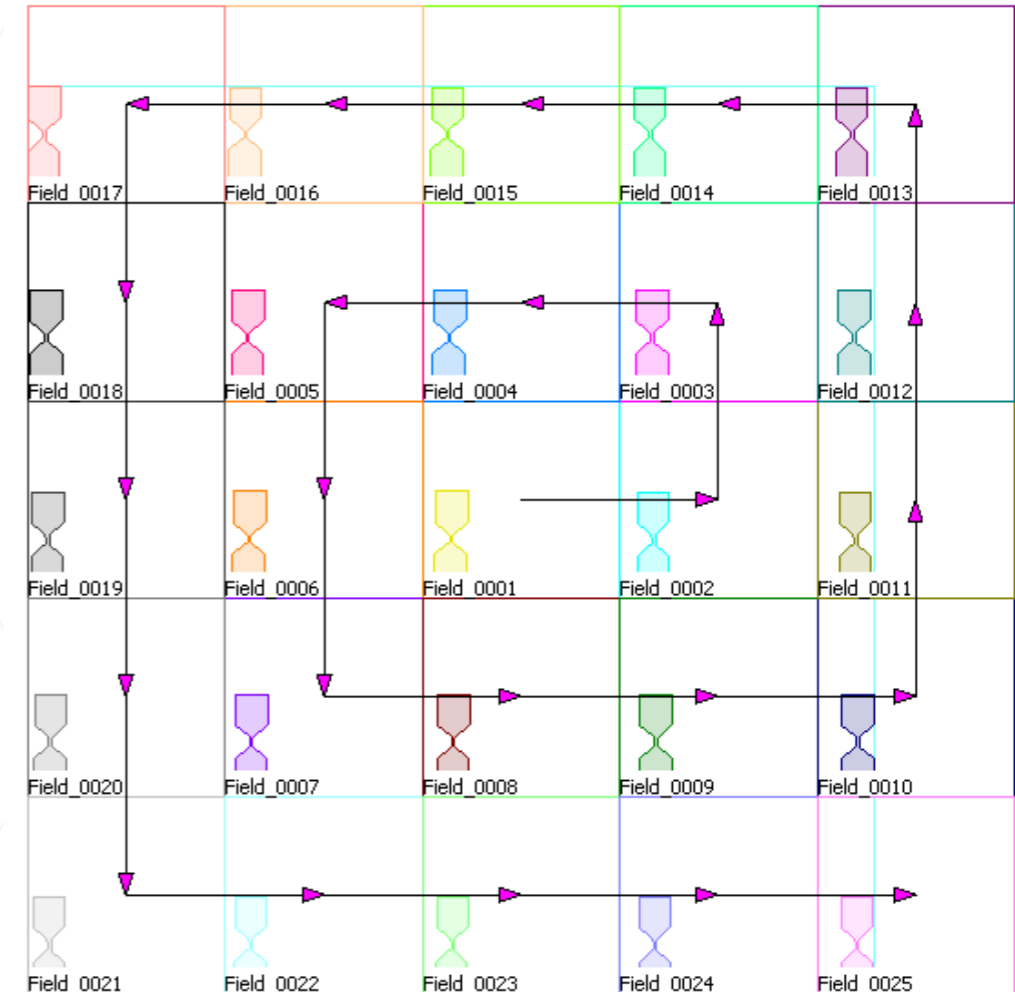 Field_0017 Field_0016 Field_0015 Field_0014 Field_0013
Field_0018 Field_0005 Field_0004 Field_0003 Field_0012
Field_0019 Field_0006 Field_0001 Field_0002 Field_0011
Field_0020 Field_0007 Field_0008 Field_0009 Field_0010
Field_0021 Field_0022 Field_0023 Field_0024 Field_0025